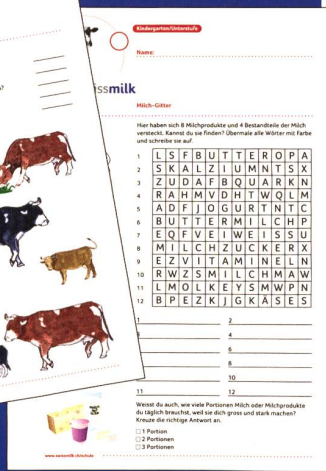 Kindergarten/Unterstufe
Name:
issmilk
Milch-Gitter
Hier haben sich 8 Milchprodukte und 4 Bestandteile der Milch
versteckt. Kannst du sie finden? Übermale alle Wörter mit Farbe
und schreibe sie auf.
1 L S F B U T T E R O P A
2 S K A L Z I U M N T S X
3 Z U D A F B Q U A R K N
4 R A H M V D H T W Q L M
5 A D F J O G U R T N T C
6 B U T T E R M I L C H P
7 E Q F V E I W E I S S U
8 M I L C H Z U C K E R X
9 E Z V I T A M I N E L N
10 R W Z S M I L C H M A W
11 L M O L K E Y S M W P N
12 B P E Z K J G K Ä S E S
1 2
4
6
8
10
11 12
Weisst du auch, wie viele Portionen Milch oder Milchprodukte
du täglich brauchst, weil sie dich gross und stark machen?
Kreuze die richtige Antwort an.
1 Portion
2 Portionen
3 Portionen
www.swissmilk.ch/schule